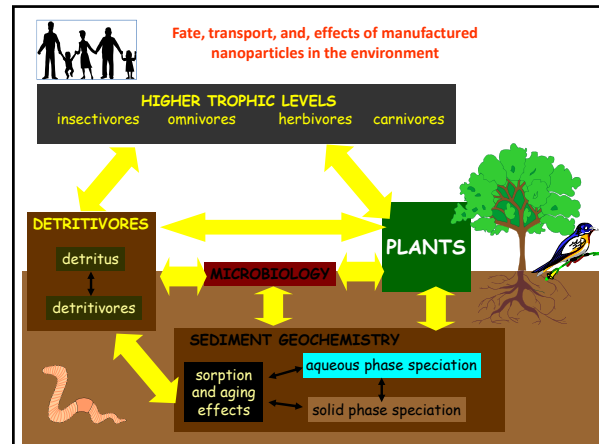 Fate, transport, and, effects of manufactured
nanoparticles in the environment
HIGHER TROPHIC LEVELS
insectivores omnivores herbivores carnivores
DETRITIVORES
detritus
detritivores
MICROBIOLOGY
PLANTS
SEDIMENT GEOCHEMISTRY
sorption
and aging
effects
aqueous phase speciation
solid phase speciation